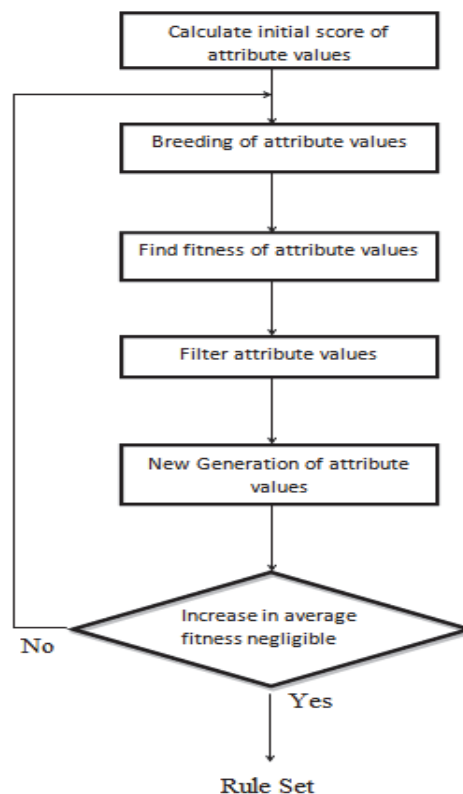 Calculate initial score of
attribute values
Breeding of attribute values
Find fitness of attribute values
Filter attribute values
New Generation of attribute
values
Increase in average
fitness negligible
No
Yes
Rule Set